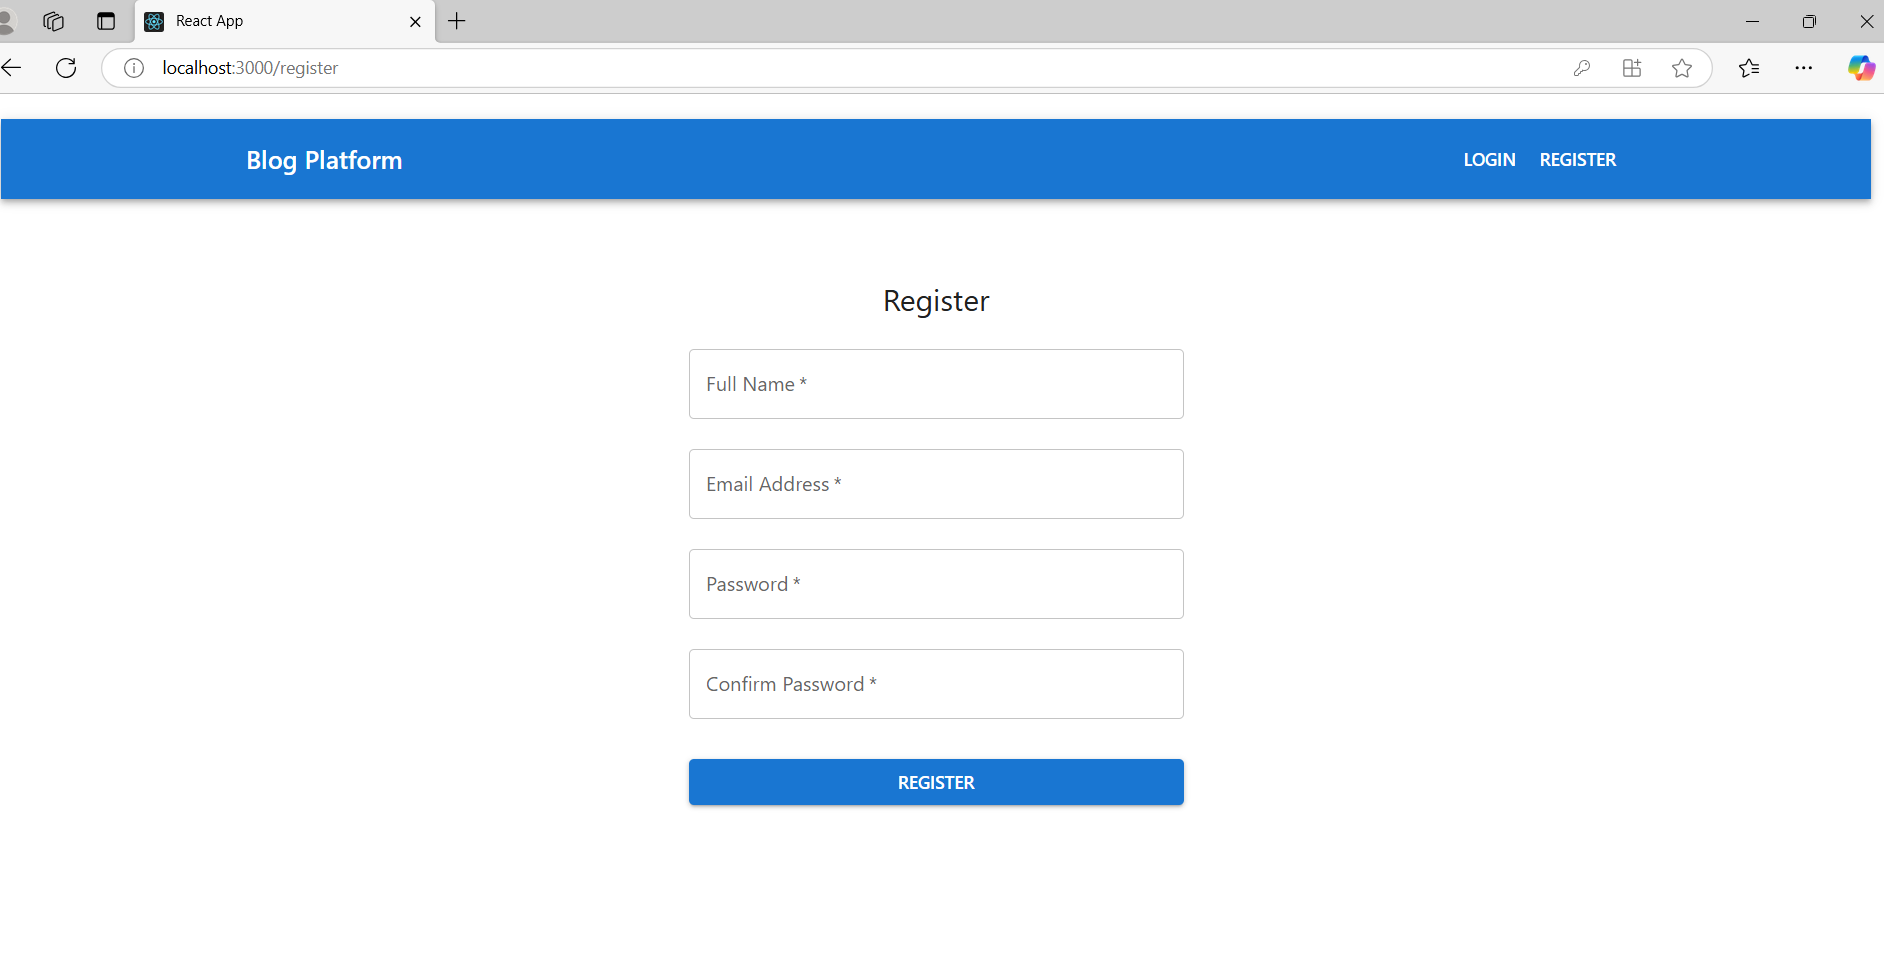 React App
localhost:3000/register
Blog Platform
LOGIN REGISTER
Register
Full Name *
Email Address *
Password *
Confirm Password *
REGISTER